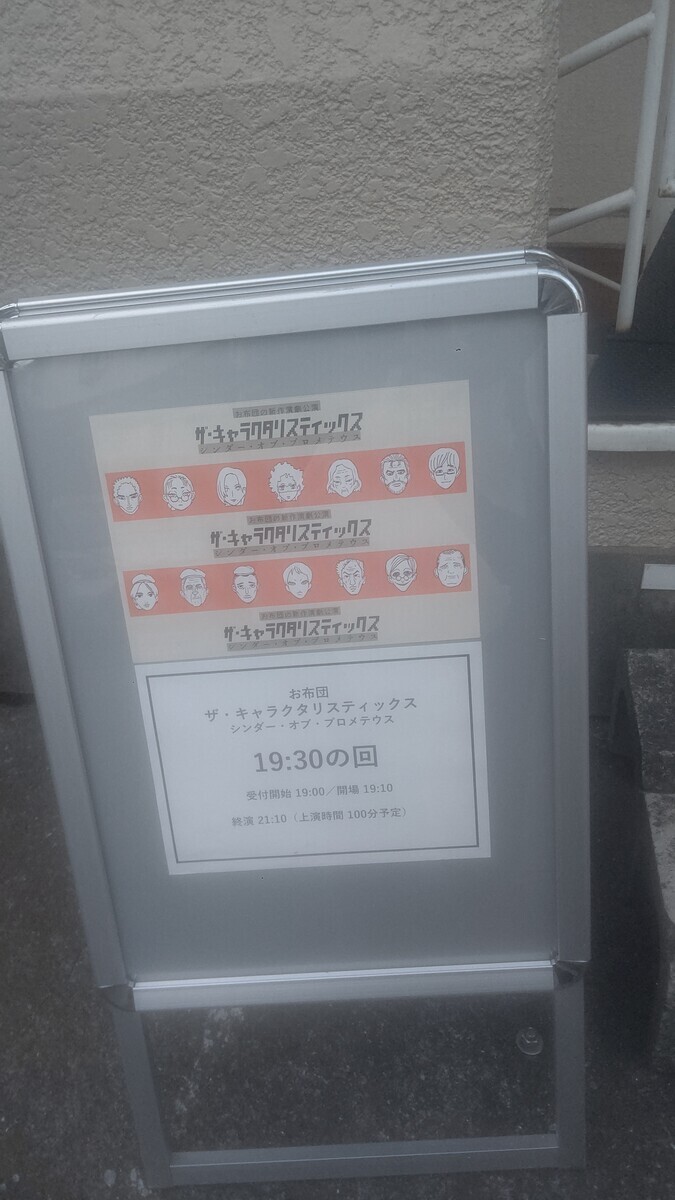 お布団の新作演劇公演
ザ・キャラクタリスティックス
シンダー・オブ・プロメテウス
お布団の新作演劇公演
ザ・キャラクタリスティックス
シンダー・オブ・プロメテウス
お布団の新作演劇公演
ザ・キャラクタリスティックス
シンダー・オブ・プロメテウス
お布団
ザ・キャラクタリスティックス
シンダー・オブ・プロメテウス
19:30の回
受付開始 19:00／開場 19:10
終演 21:10（上演時間 100分予定）